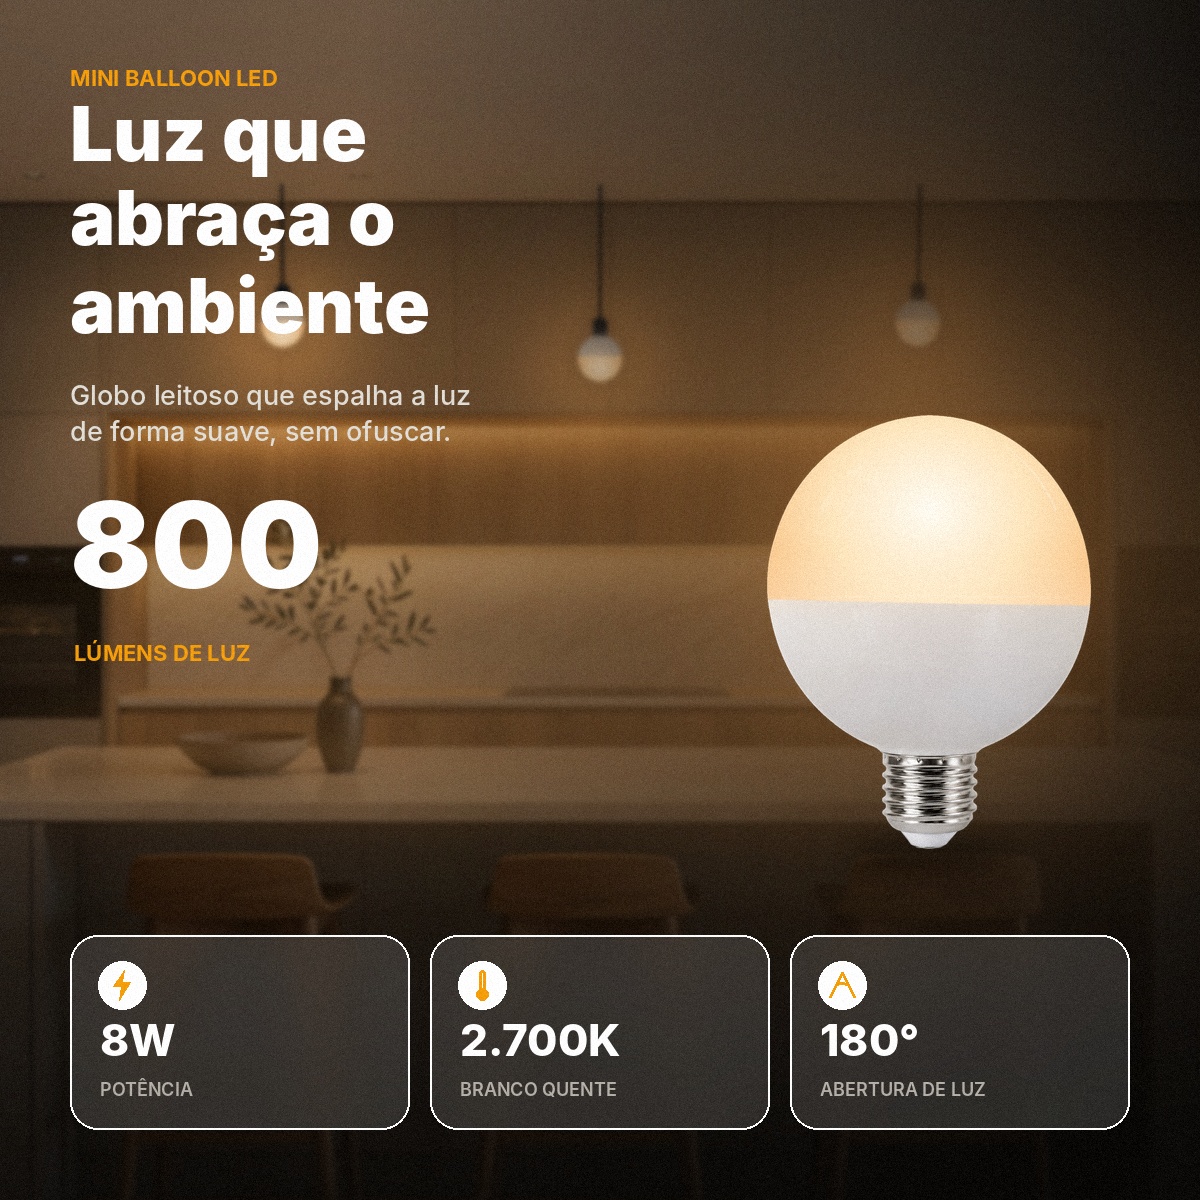 MINI BALLOON LED
Luz que
abraça o
ambiente
Globo leitoso que espalha a luz
de forma suave, sem ofuscar.
800
LÚMENS DE LUZ
8W
POTÊNCIA
2.700K
BRANCO QUENTE
180°
ABERTURA DE LUZ